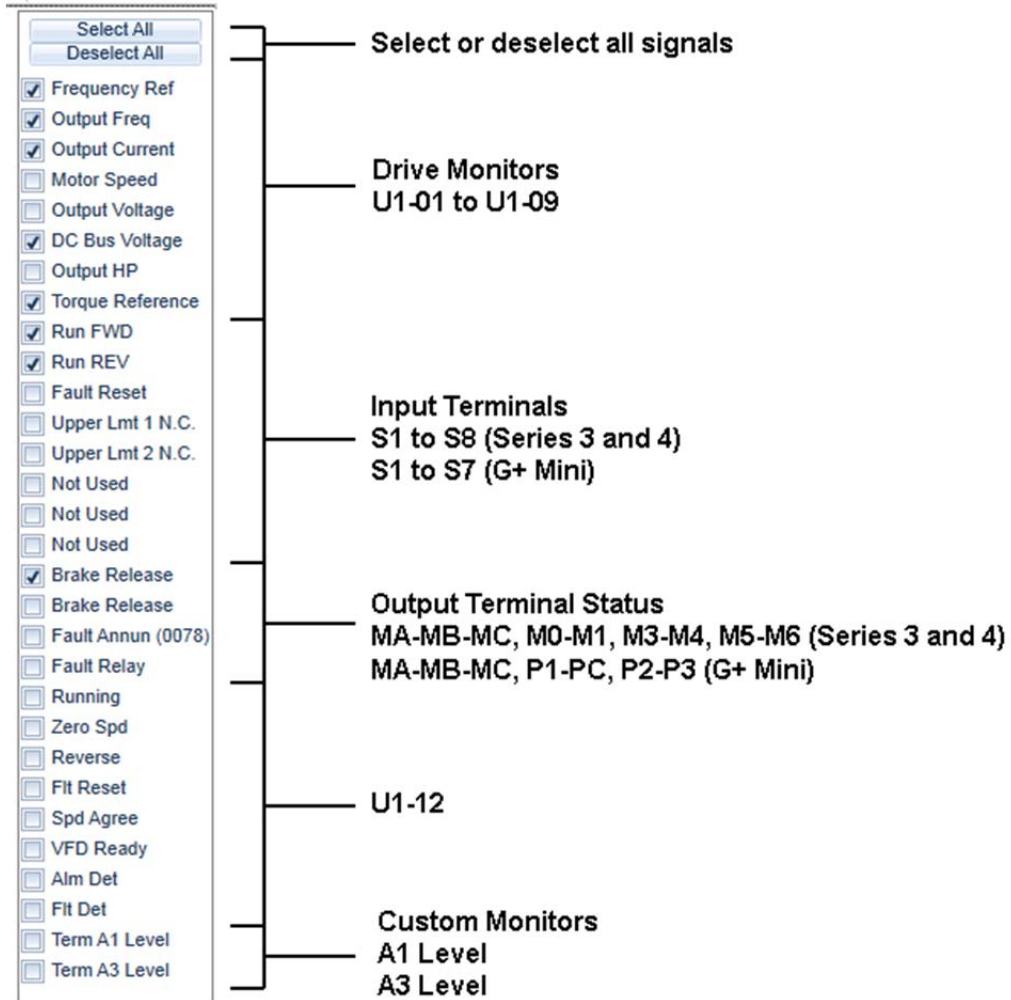 Select All
Deselect All
Frequency Ref
Output Freq
Output Current
Motor Speed
Output Voltage
DC Bus Voltage
Output HP
Torque Reference
Run FWD
Run REV
Fault Reset
Upper Lmt 1 N.C.
Upper Lmt 2 N.C.
Not Used
Not Used
Not Used
Brake Release
Brake Release
Fault Annun (0078)
Fault Relay
Running
Zero Spd
Reverse
Flt Reset
Spd Agree
VFD Ready
Alm Det
Flt Det
Term A1 Level
Term A3 Level
Select or deselect all signals
Drive Monitors
U1-01 to U1-09
Input Terminals
S1 to S8 (Series 3 and 4)
S1 to S7 (G+ Mini)
Output Terminal Status
MA-MB-MC, M0-M1, M3-M4, M5-M6 (Series 3 and 4)
MA-MB-MC, P1-PC, P2-P3 (G+ Mini)
U1-12
Custom Monitors
A1 Level
A3 Level